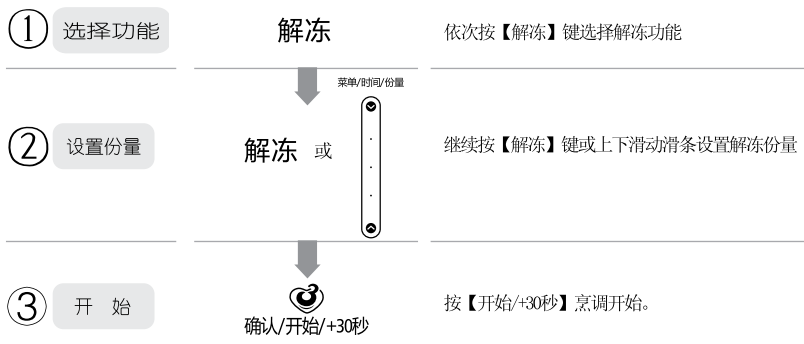 ① 选择功能
解冻
依次按【解冻】键选择解冻功能
菜单/时间/份量
② 设置份量
解冻 或
继续按【解冻】键或上下滑动滑条设置解冻份量
③ 开 始
确认/开始/+30秒
按【开始/+30秒】烹调开始。